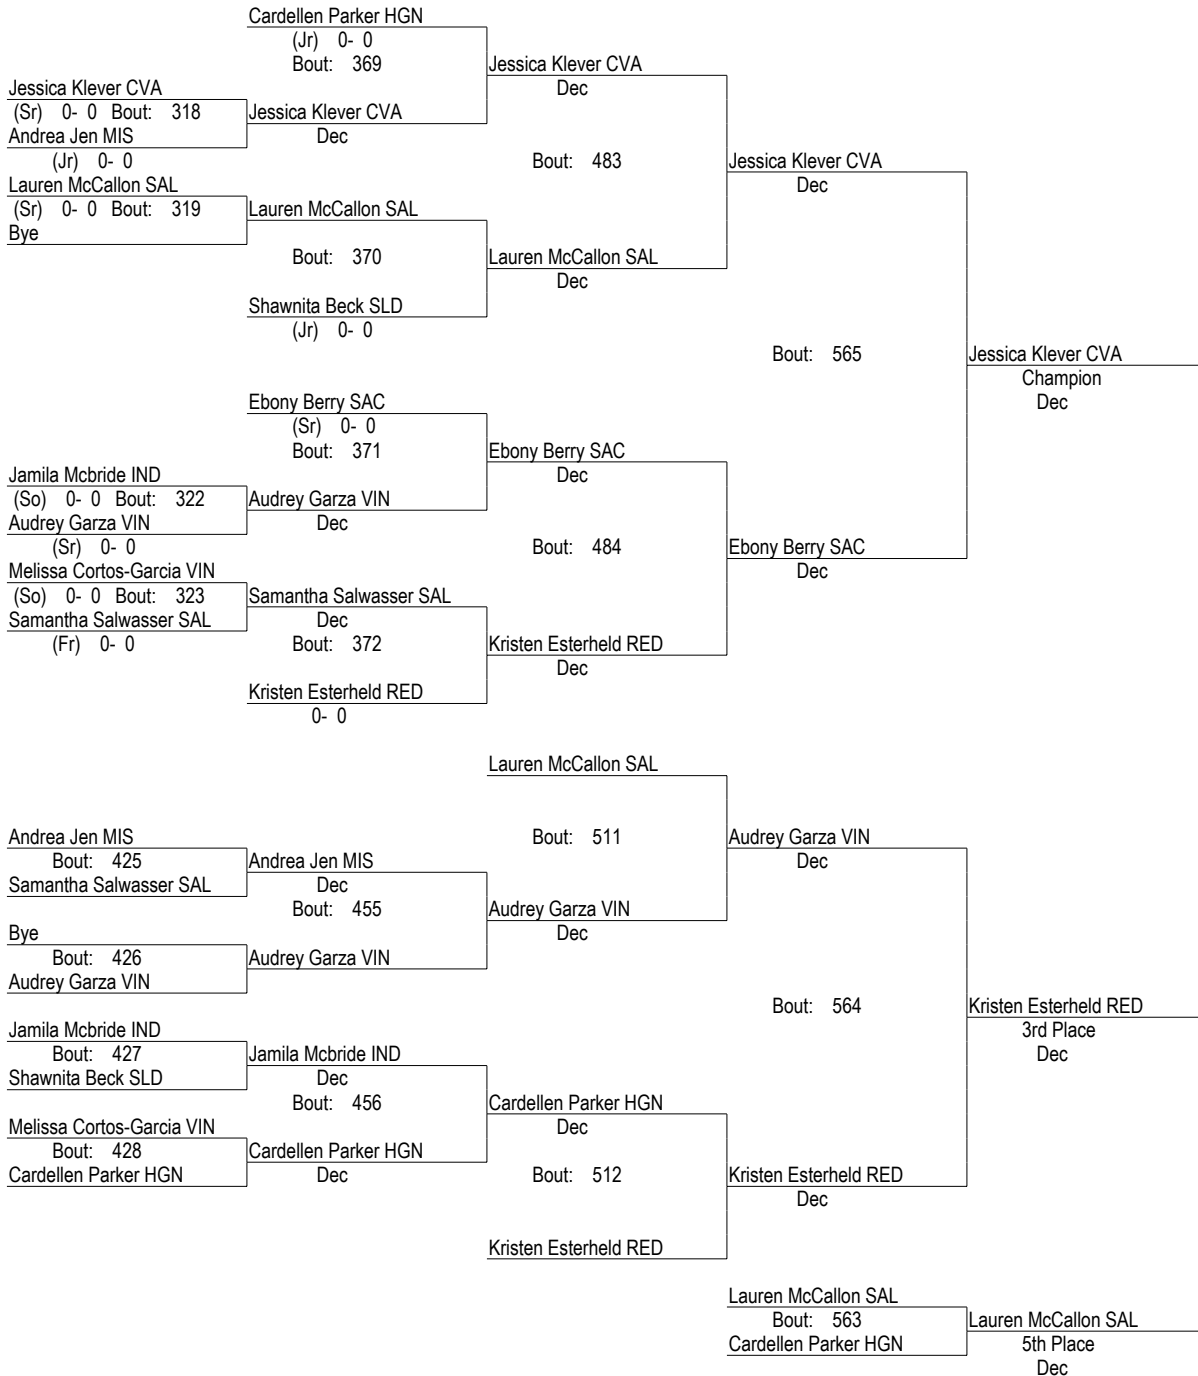 Cardellen Parker HGN
(Jr) 0- 0
Bout: 369
Jessica Klever CVA
Dec
Jessica Klever CVA
(Sr) 0- 0 Bout: 318
Jessica Klever CVA
Andrea Jen MIS
Dec
(Jr) 0- 0
Bout: 483
Jessica Klever CVA
Dec
Lauren McCallon SAL
(Sr) 0- 0 Bout: 319
Lauren McCallon SAL
Bye
Bout: 370
Lauren McCallon SAL
Dec
Shawnita Beck SLD
(Jr) 0- 0
Bout: 565
Jessica Klever CVA
Champion
Dec
Ebony Berry SAC
(Sr) 0- 0
Bout: 371
Ebony Berry SAC
Dec
Jamila Mcbride IND
(So) 0- 0 Bout: 322
Audrey Garza VIN
Audrey Garza VIN
Dec
(Sr) 0- 0
Bout: 484
Ebony Berry SAC
Dec
Melissa Cortos-Garcia VIN
(So) 0- 0 Bout: 323
Samantha Salwasser SAL
Samantha Salwasser SAL
Dec
(Fr) 0- 0
Bout: 372
Kristen Esterheld RED
Dec
Kristen Esterheld RED
0- 0
Lauren McCallon SAL
Andrea Jen MIS
Bout: 511
Audrey Garza VIN
Dec
Bout: 425
Andrea Jen MIS
Samantha Salwasser SAL
Dec
Bout: 455
Audrey Garza VIN
Dec
Bye
Bout: 426
Audrey Garza VIN
Audrey Garza VIN
Bout: 564
Kristen Esterheld RED
3rd Place
Dec
Jamila Mcbride IND
Bout: 427
Jamila Mcbride IND
Shawnita Beck SLD
Dec
Bout: 456
Cardellen Parker HGN
Dec
Melissa Cortos-Garcia VIN
Bout: 428
Cardellen Parker HGN
Cardellen Parker HGN
Dec
Bout: 512
Kristen Esterheld RED
Dec
Kristen Esterheld RED
Lauren McCallon SAL
Bout: 563
Lauren McCallon SAL
Cardellen Parker HGN
5th Place
Dec